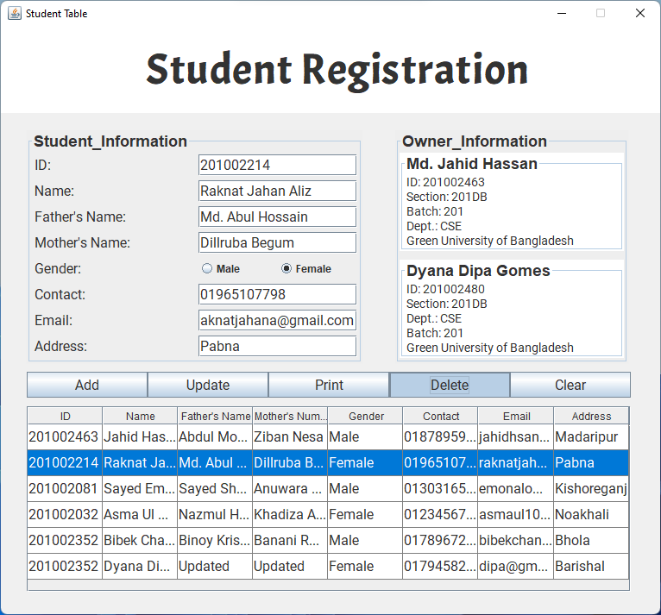 Student Table
Student Registration
Student_Information
ID: 201002214
Name: Raknat Jahan Aliz
Father's Name: Md. Abul Hossain
Mother's Name: Dillruba Begum
Gender: Male Female
Contact: 01965107798
Email: aknatjahana@gmail.com
Address: Pabna
Owner_Information
Md. Jahid Hassan
ID: 201002463
Section: 201DB
Batch: 201
Dept.: CSE
Green University of Bangladesh
Dyana Dipa Gomes
ID: 201002480
Section: 201DB
Dept.: CSE
Batch: 201
Green University of Bangladesh
Add Update Print Delete Clear
ID Name Father's Name Mother's Num... Gender Contact Email Address
201002463 Jahid Has... Abdul Mo... Ziban Nesa Male 01878959... jahidhsan... Madaripur
201002214 Raknat Ja... Md. Abul ... Dillruba B... Female 01965107... raknatjah... Pabna
201002081 Sayed Em... Sayed Sh... Anuwara ... Male 01303165... emonalo... Kishoreganj
201002032 Asma Ul ... Nazmul H... Khadiza A... Female 01234567... asmaul10... Noakhali
201002352 Bibek Cha... Binoy Kris... Banani R... Male 01789672... bibekchan... Bhola
201002352 Dyana Di... Updated Updated Female 01794582... dipa@gm... Barishal